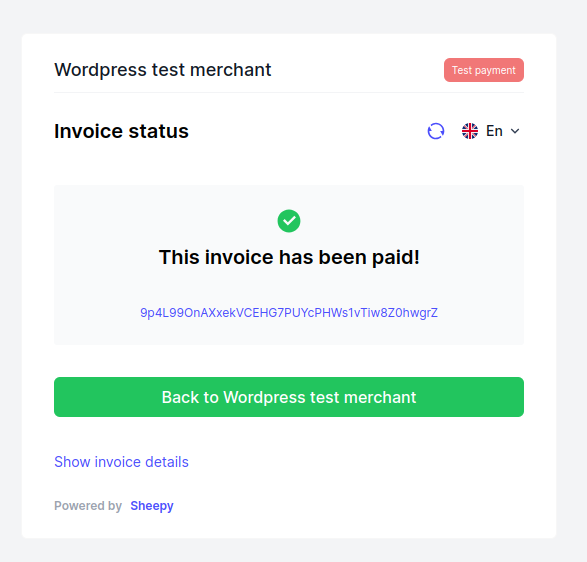 Wordpress test merchant
Test payment
Invoice status
En
This invoice has been paid!
9p4L99OnAXxekVCEHG7PUYcPHWs1vTlw8Z0hwgrZ
Back to Wordpress test merchant
Show invoice details
Powered by Sheepy